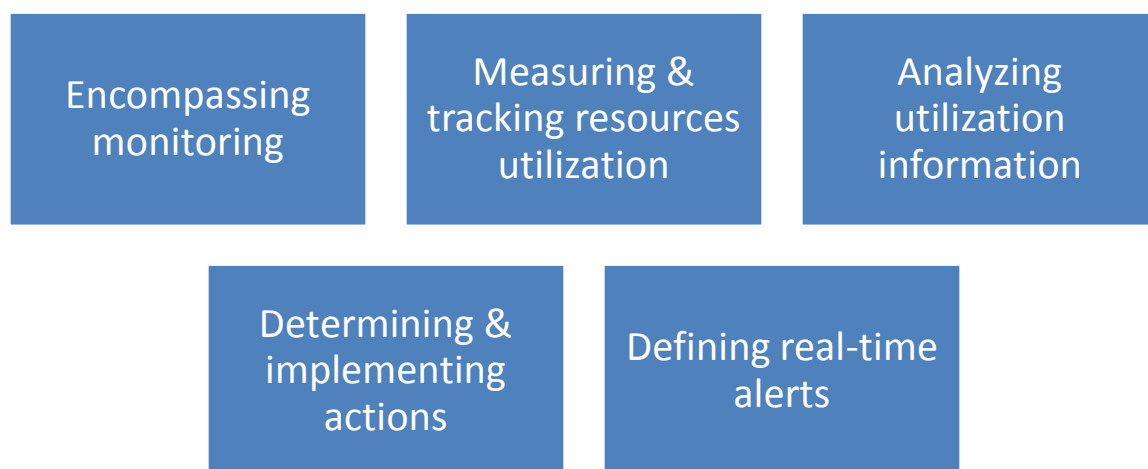 Encompassing
monitoring
Measuring &
tracking resources
utilization
Analyzing
utilization
information
Determining &
implementing
actions
Defining real-time
alerts